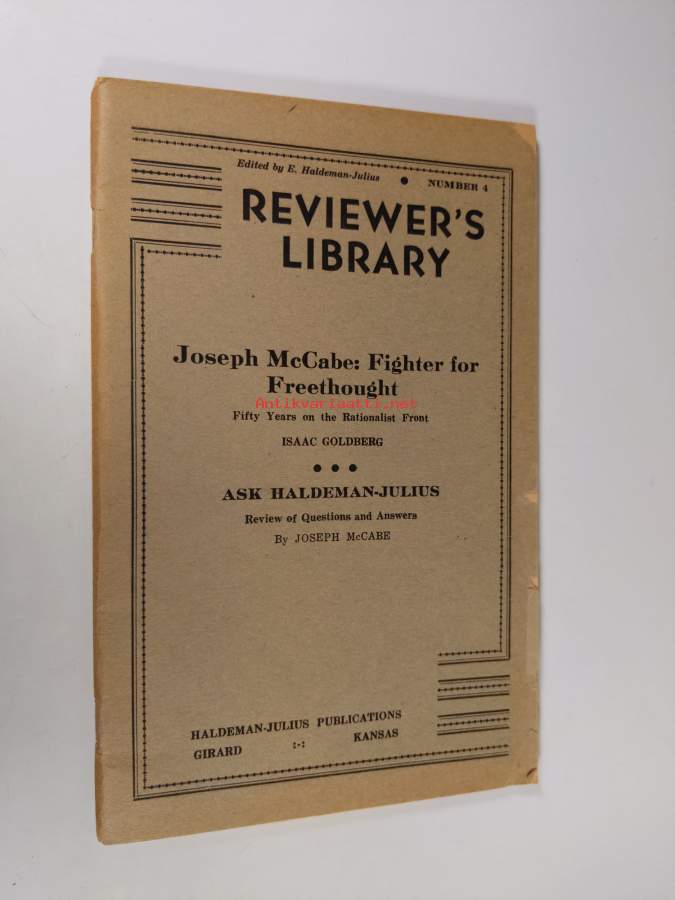 Edited by E. Haldeman-Julius • NUMBER 4
REVIEWER'S
LIBRARY
Joseph McCabe: Fighter for
Freethought
Antikvariaatti.net
Fifty Years on the Rationalist Front
ISAAC GOLDBERG
• • •
ASK HALDEMAN-JULIUS
Review of Questions and Answers
By JOSEPH McCABE
HALDEMAN-JULIUS PUBLICATIONS
GIRARD :-: KANSAS